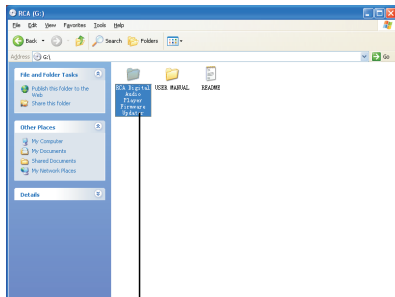 RCA (G:)
File Edit View Favorites Tools Help
Back Search Folders
Address G:\ Go
File and Folder Tasks
Publish this folder to the
Web
Share this folder
Other Places
My Computer
My Documents
Shared Documents
My Network Places
Details
RCA Digital
Audio
Player
Firmware
Updater
USER MANUAL
README